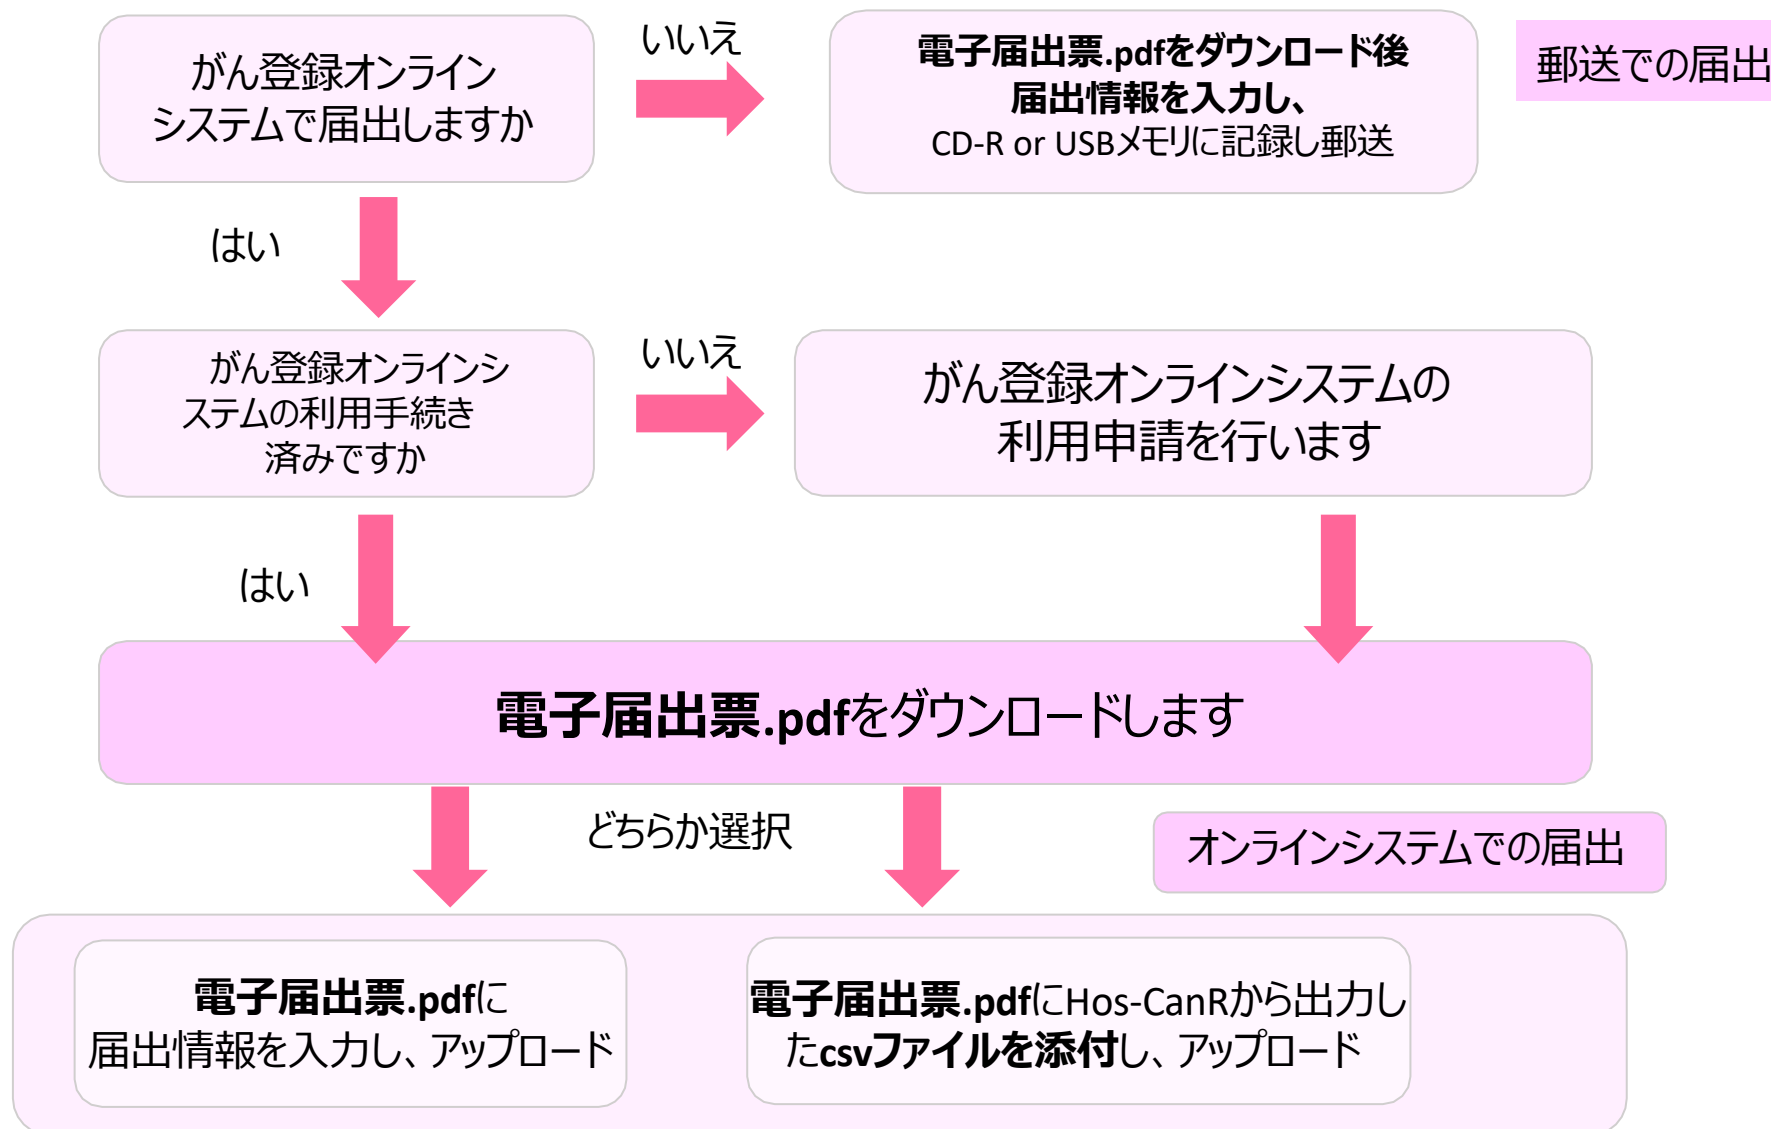 がん登録オンライン
システムで届出しますか
いいえ
電子届出票.pdfをダウンロード後
届出情報を入力し、
CD-R or USBメモリに記録し郵送
郵送での届出
はい
がん登録オンラインシ
ステムの利用手続き
済みですか
いいえ
がん登録オンラインシステムの
利用申請を行います
はい
電子届出票.pdfをダウンロードします
どちらか選択
オンラインシステムでの届出
電子届出票.pdfに
届出情報を入力し、アップロード
電子届出票.pdfにHos-CanRから出力し
たcsvファイルを添付し、アップロード